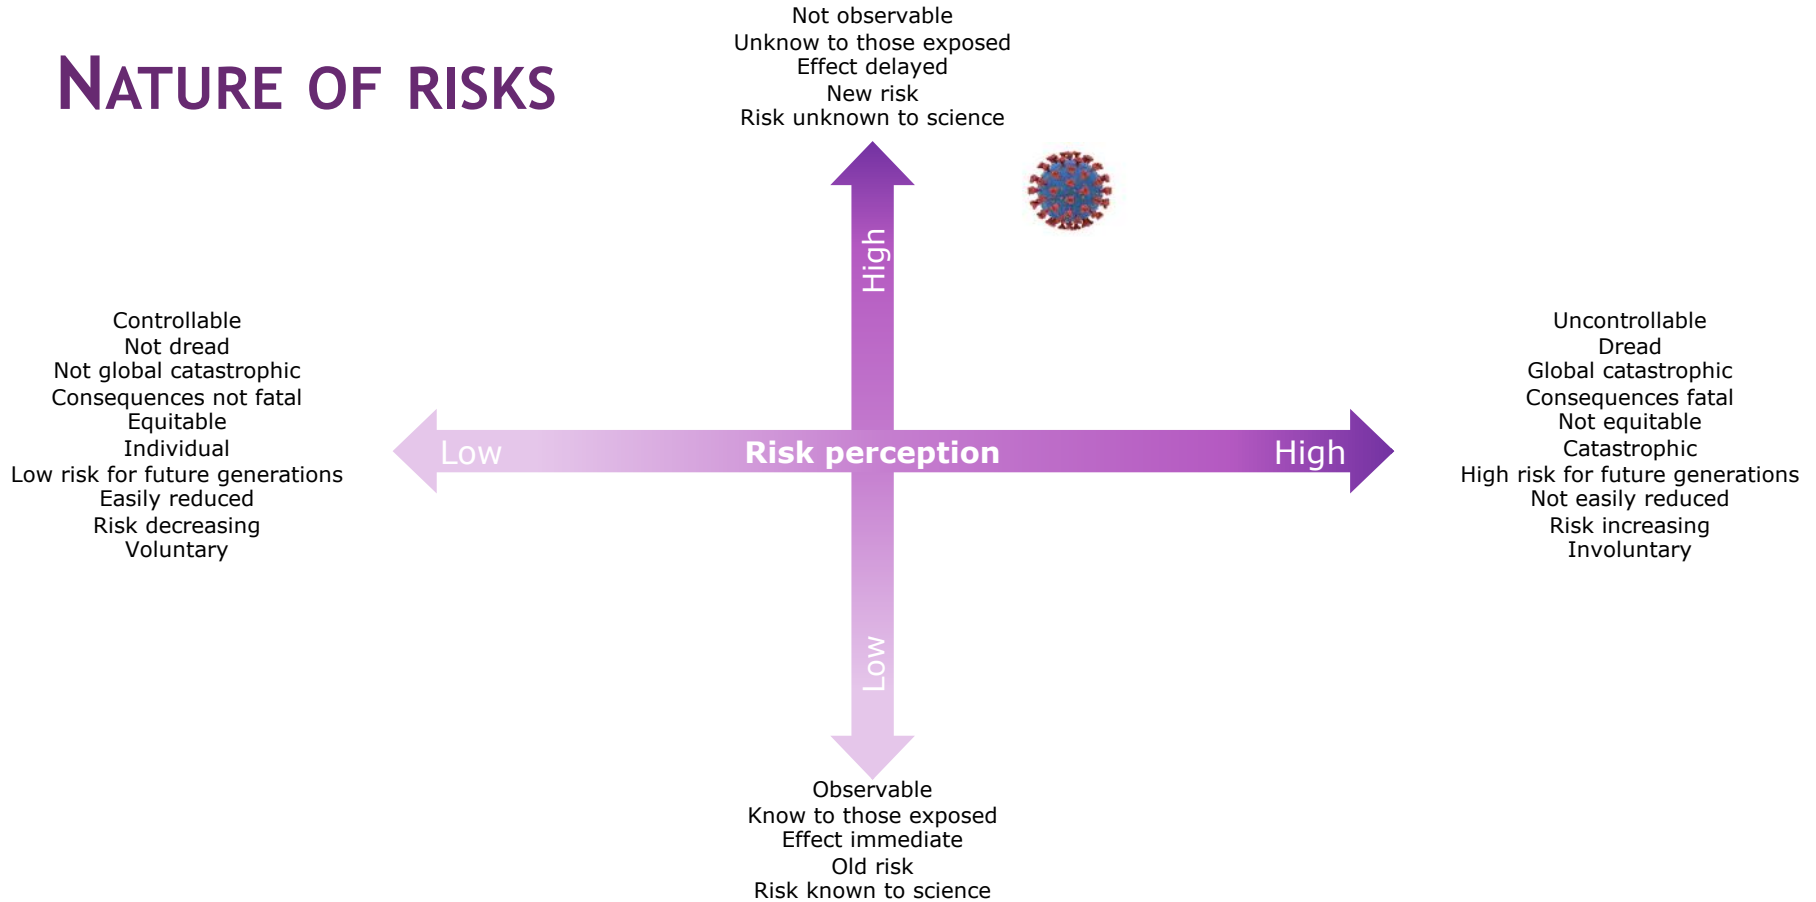 NATURE OF RISKS
Not observable
Unknow to those exposed
Effect delayed
New risk
Risk unknown to science
High
Controllable
Not dread
Not global catastrophic
Consequences not fatal
Equitable
Individual
Low risk for future generations
Easily reduced
Risk decreasing
Voluntary
Low
Risk perception
High
Uncontrollable
Dread
Global catastrophic
Consequences fatal
Not equitable
Catastrophic
High risk for future generations
Not easily reduced
Risk increasing
Involuntary
Low
Observable
Know to those exposed
Effect immediate
Old risk
Risk known to science